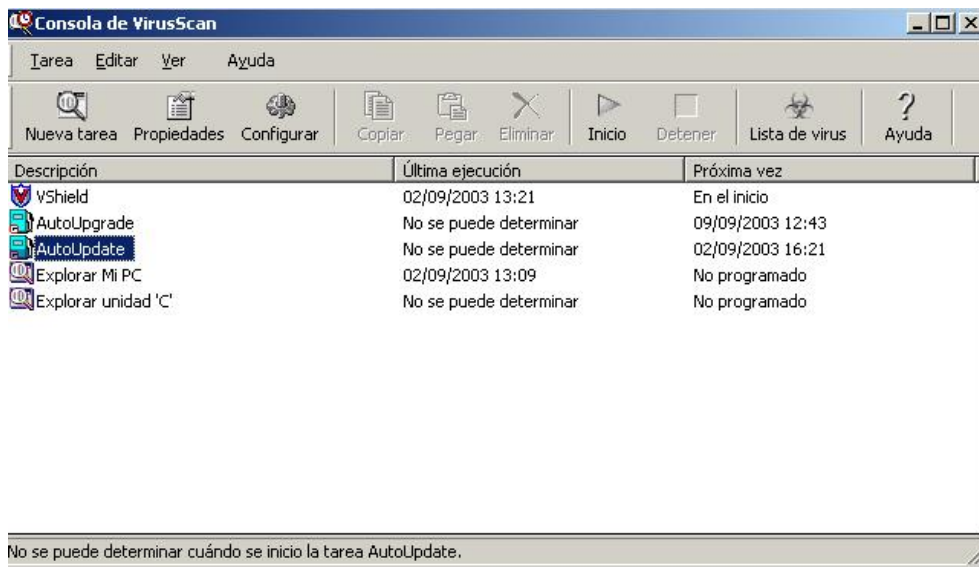 Consola de VirusScan
Tarea Editar Ver Ayuda
Nueva tarea Propiedades Configurar Copiar Pegar Eliminar Inicio Detener Lista de virus Ayuda
Descripción Última ejecución Próxima vez
VShield 02/09/2003 13:21 En el inicio
AutoUpgrade No se puede determinar 09/09/2003 12:43
AutoUpdate No se puede determinar 02/09/2003 16:21
Explorar Mi PC 02/09/2003 13:09 No programado
Explorar unidad 'C' No se puede determinar No programado
No se puede determinar cuándo se inicio la tarea AutoUpdate.